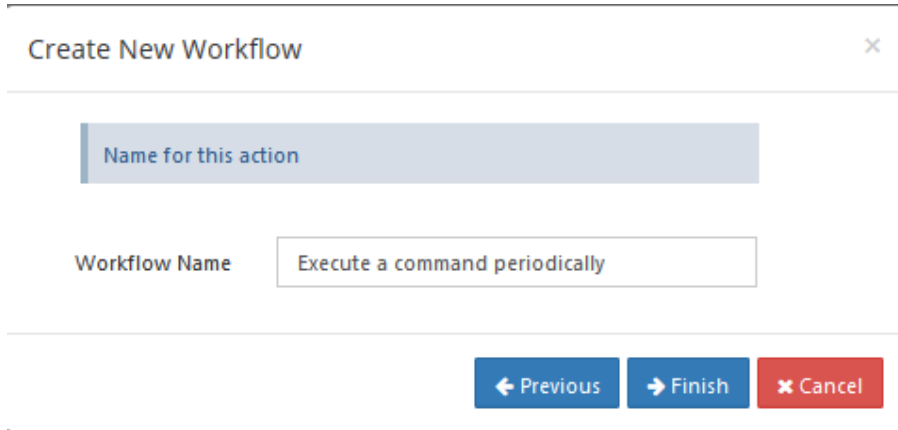 Create New Workflow ×
Name for this action
Workflow Name Execute a command periodically
Previous Finish Cancel